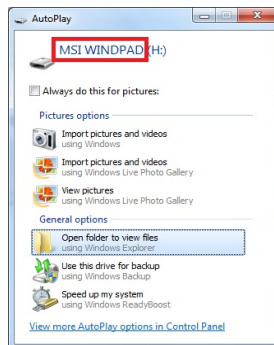 AutoPlay
MSI WINDPAD (H:)
Always do this for pictures:
Pictures options
Import pictures and videos
using Windows
Import pictures and videos
using Windows Live Photo Gallery
View pictures
using Windows Live Photo Gallery
General options
Open folder to view files
using Windows Explorer
Use this drive for backup
using Windows Backup
Speed up my system
using Windows ReadyBoost
View more AutoPlay options in Control Panel